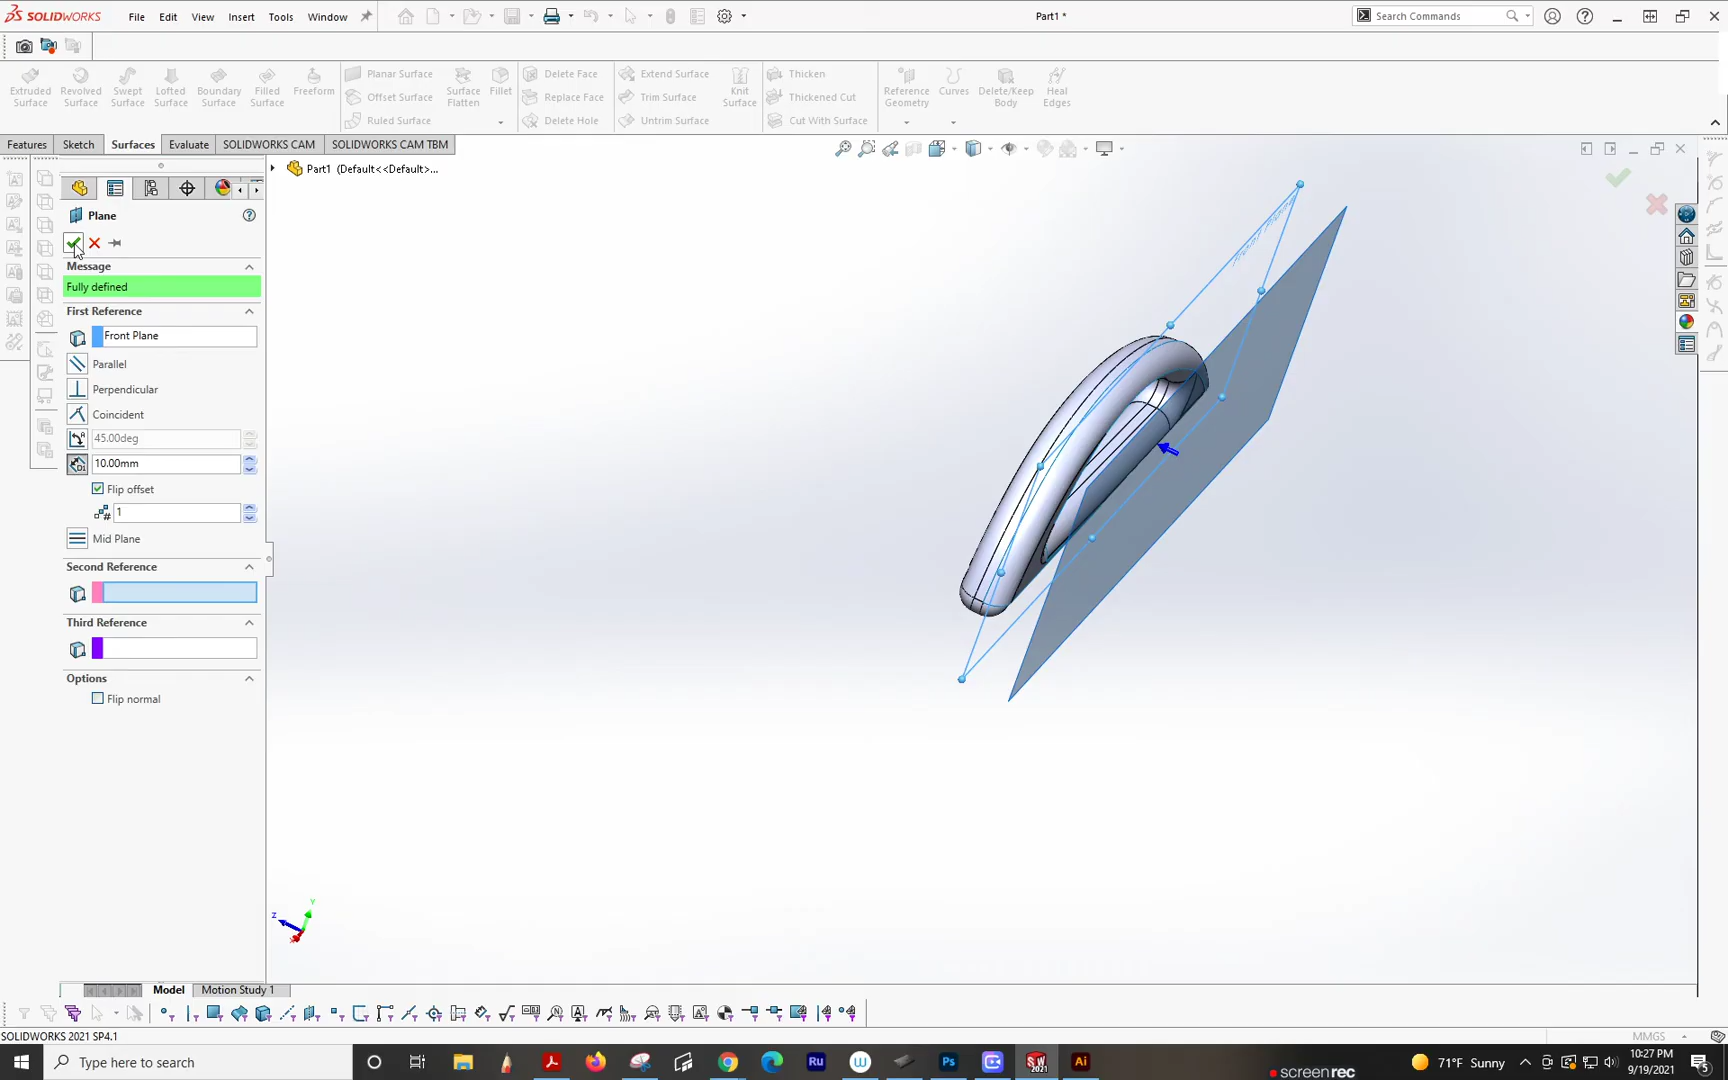 SOLIDWORKS File Edit View Insert Tools Window
Part1 *
Search Commands
Extruded Surface
Revolved Surface
Swept Surface
Lofted Surface
Boundary Surface
Filled Surface
Freeform
Planar Surface
Offset Surface
Ruled Surface
Surface Flatten
Fillet
Delete Face
Replace Face
Delete Hole
Extend Surface
Trim Surface
Untrim Surface
Knit Surface
Thicken
Thickened Cut
Cut With Surface
Reference Geometry
Curves
Delete/Keep Body
Heal Edges
Features Sketch Surfaces Evaluate SOLIDWORKS CAM SOLIDWORKS CAM TBM
Part1 (Default<<Default>...
Plane
Message
Fully defined
First Reference
Front Plane
Parallel
Perpendicular
Coincident
45.00deg
10.00mm
Flip offset
1
Mid Plane
Second Reference
Third Reference
Options
Flip normal
Y
Z
Model Motion Study 1
SOLIDWORKS 2021 SP4.1
MMGS
Type here to search
Ru
Ps
SW 2021
Ai
screenrec
71°F Sunny
10:27 PM
9/19/2021
5